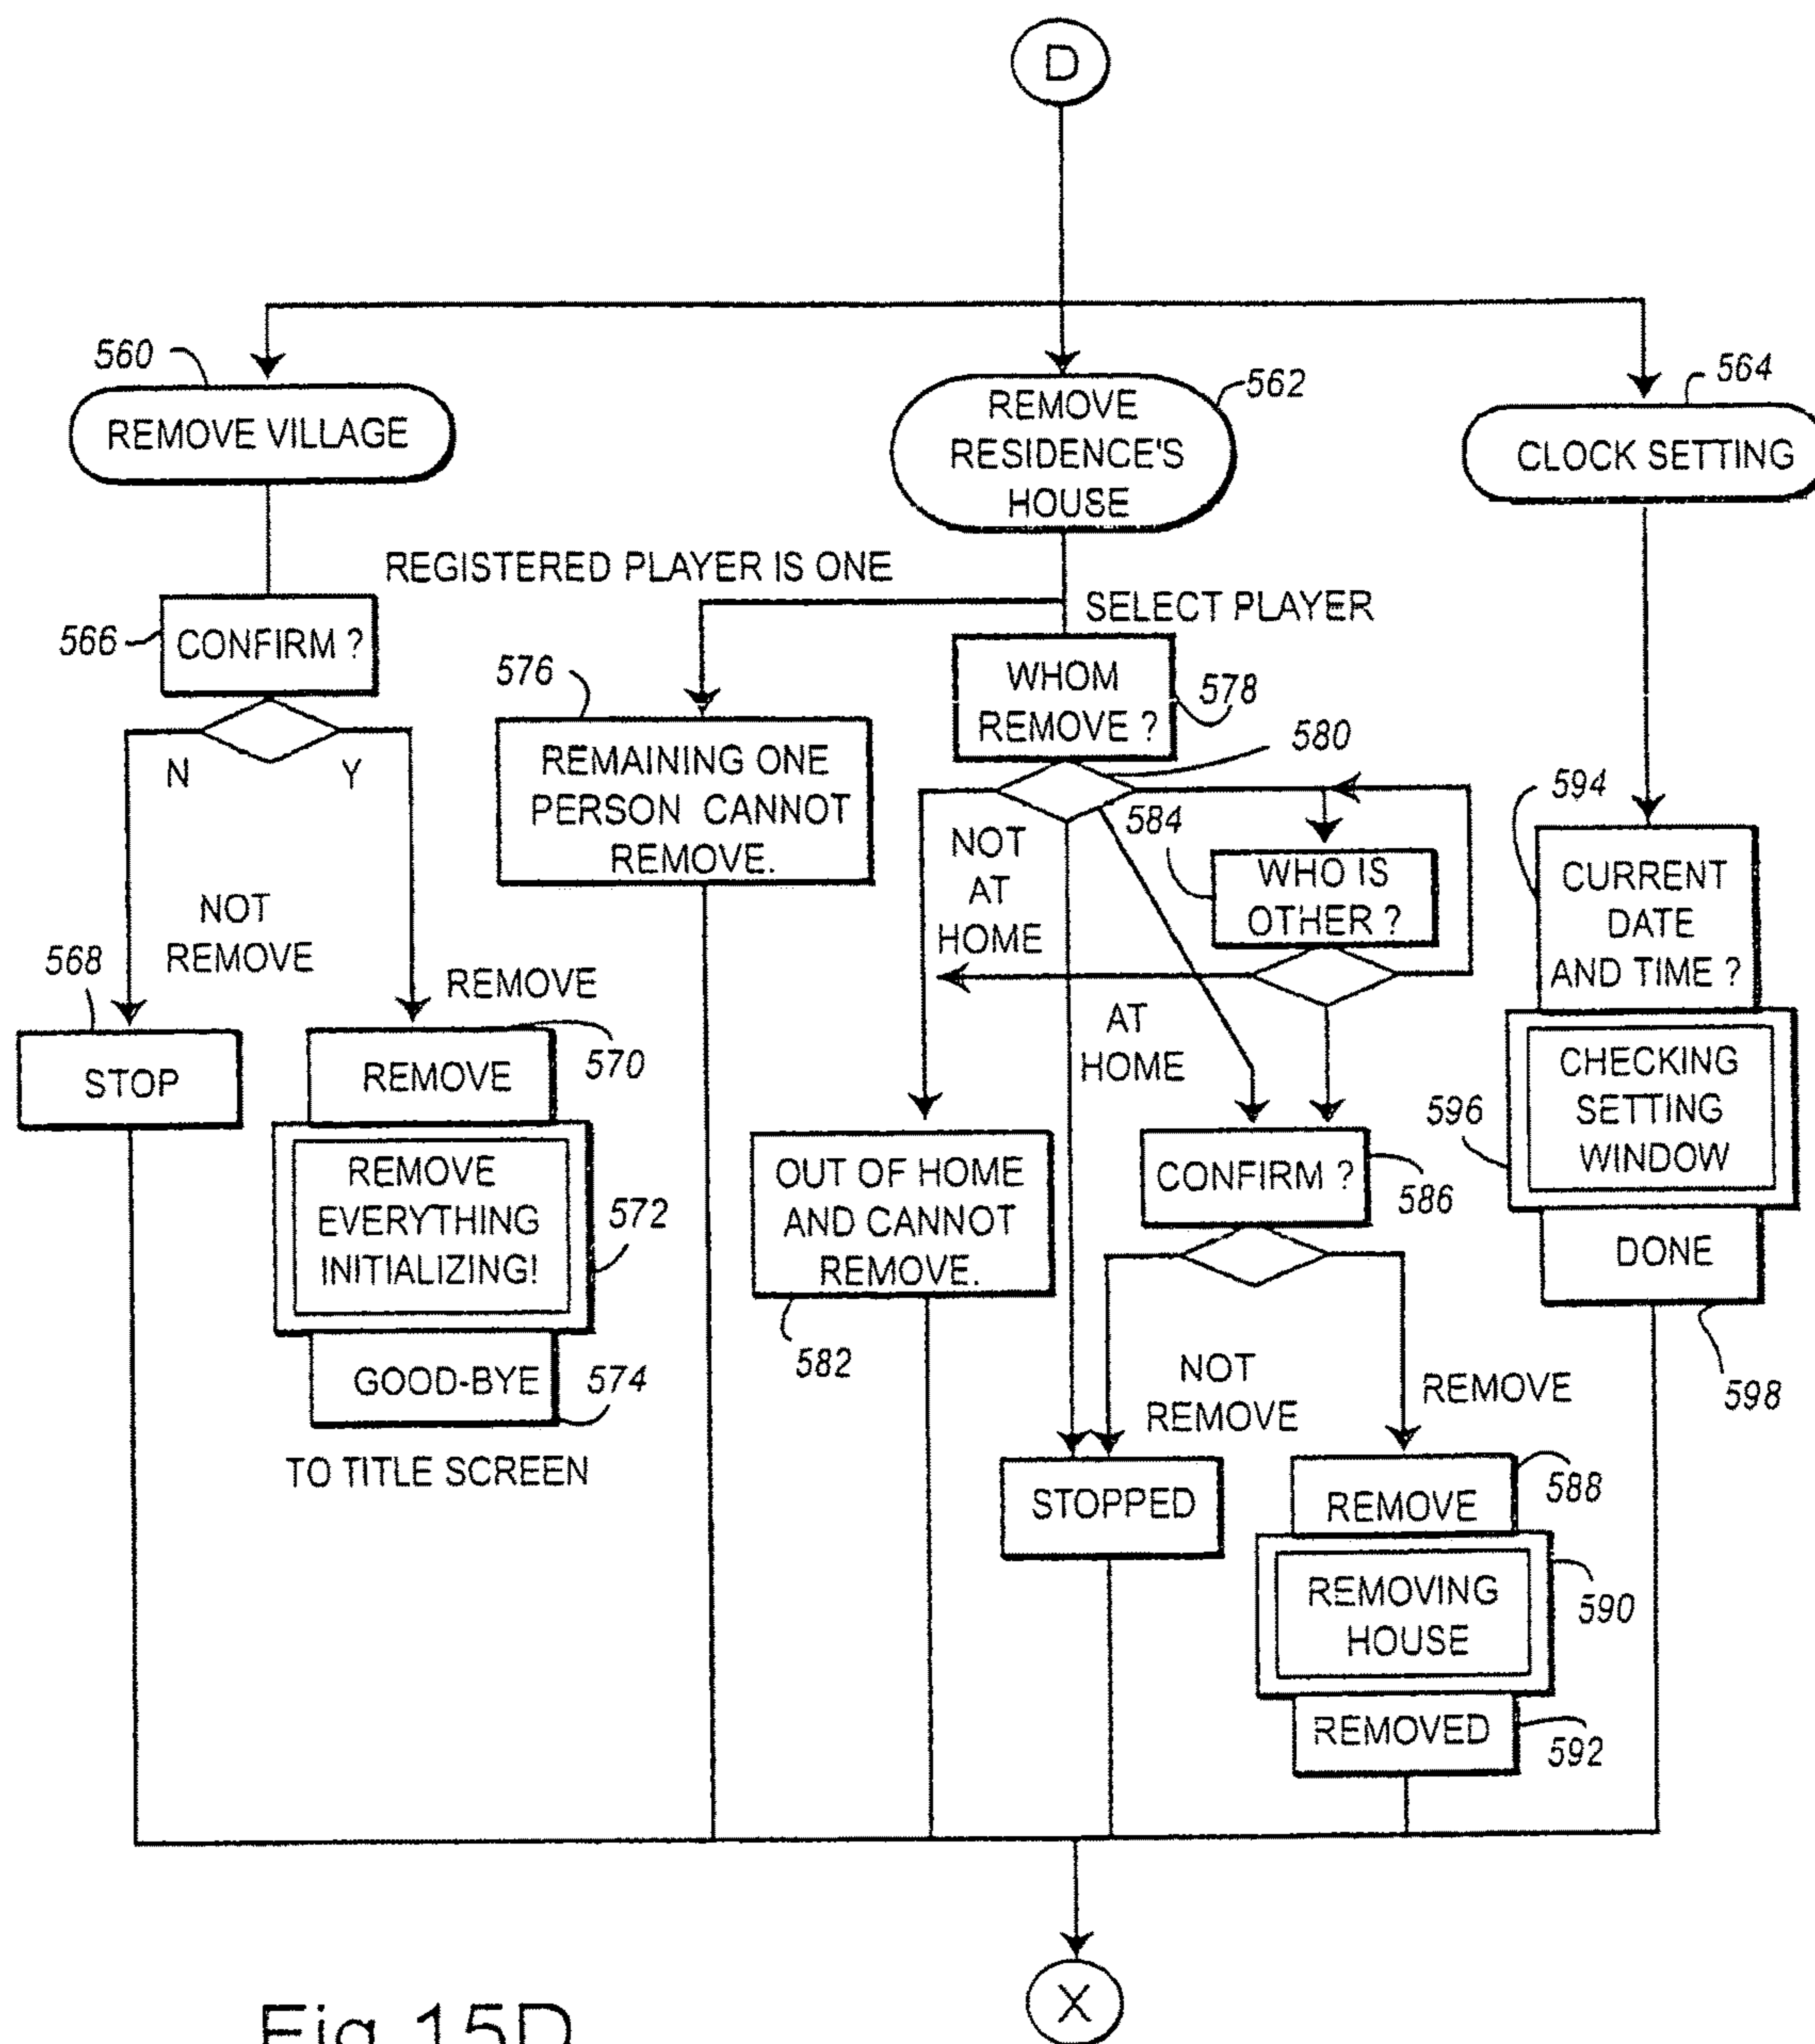 D
560
REMOVE VILLAGE
562
REMOVE
RESIDENCE'S
HOUSE
564
CLOCK SETTING
REGISTERED PLAYER IS ONE
SELECT PLAYER
566
CONFIRM ?
N
Y
NOT
REMOVE
REMOVE
568
STOP
570
REMOVE
REMOVE
EVERYTHING
INITIALIZING!
572
GOOD-BYE
574
TO TITLE SCREEN
576
REMAINING ONE
PERSON CANNOT
REMOVE.
WHOM
REMOVE ?
578
580
584
NOT
AT
HOME
WHO IS
OTHER ?
AT
HOME
OUT OF HOME
AND CANNOT
REMOVE.
582
CONFIRM ?
586
NOT
REMOVE
REMOVE
STOPPED
588
REMOVE
REMOVING
HOUSE
590
REMOVED
592
594
CURRENT
DATE
AND TIME ?
596
CHECKING
SETTING
WINDOW
DONE
598
X
Fig.15D